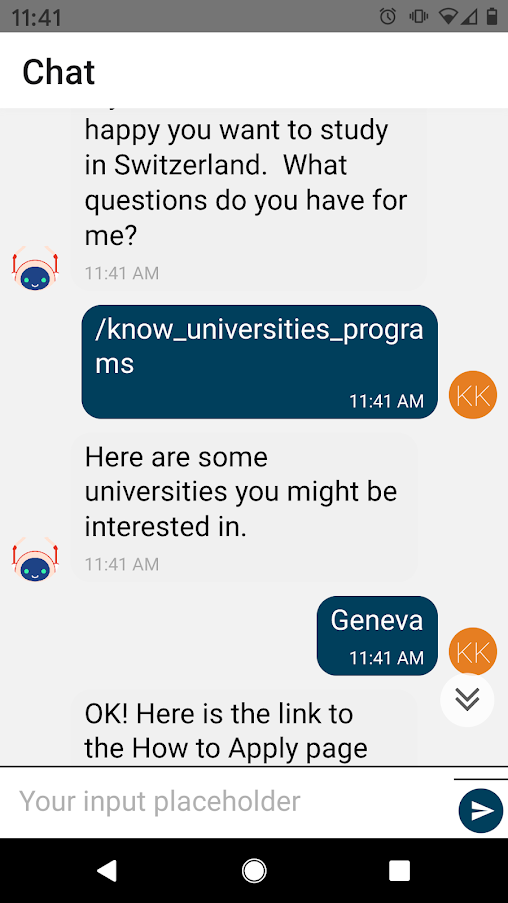 11:41
Chat
happy you want to study
in Switzerland. What
questions do you have for
me?
11:41 AM
/know_universities_progra
ms
11:41 AM
KK
Here are some
universities you might be
interested in.
11:41 AM
Geneva
11:41 AM
KK
OK! Here is the link to
the How to Apply page
Your input placeholder